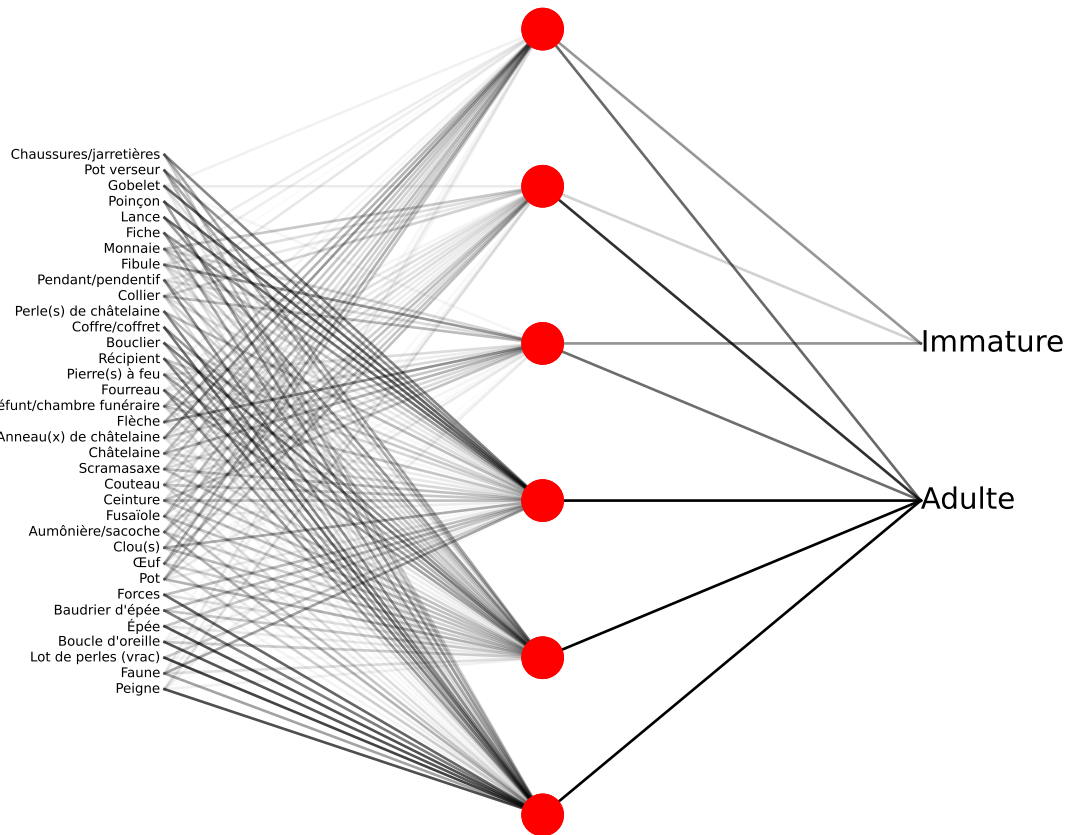 Chaussures/jarretières
Pot verseur
Gobelet
Poinçon
Lance
Fiche
Monnaie
Fibule
Pendant/pendentif
Collier
Perle(s) de châtelaine
Coffre/coffret
Bouclier
Récipient
Pierre(s) à feu
Fourreau
éfunt/chambre funéraire
Flèche
Anneau(x) de châtelaine
Châtelaine
Scramasaxe
Couteau
Ceinture
Fusaïole
Aumônière/sacoche
Clou(s)
Œuf
Pot
Forces
Baudrier d'épée
Épée
Boucle d'oreille
Lot de perles (vrac)
Faune
Peigne
Immature
Adulte